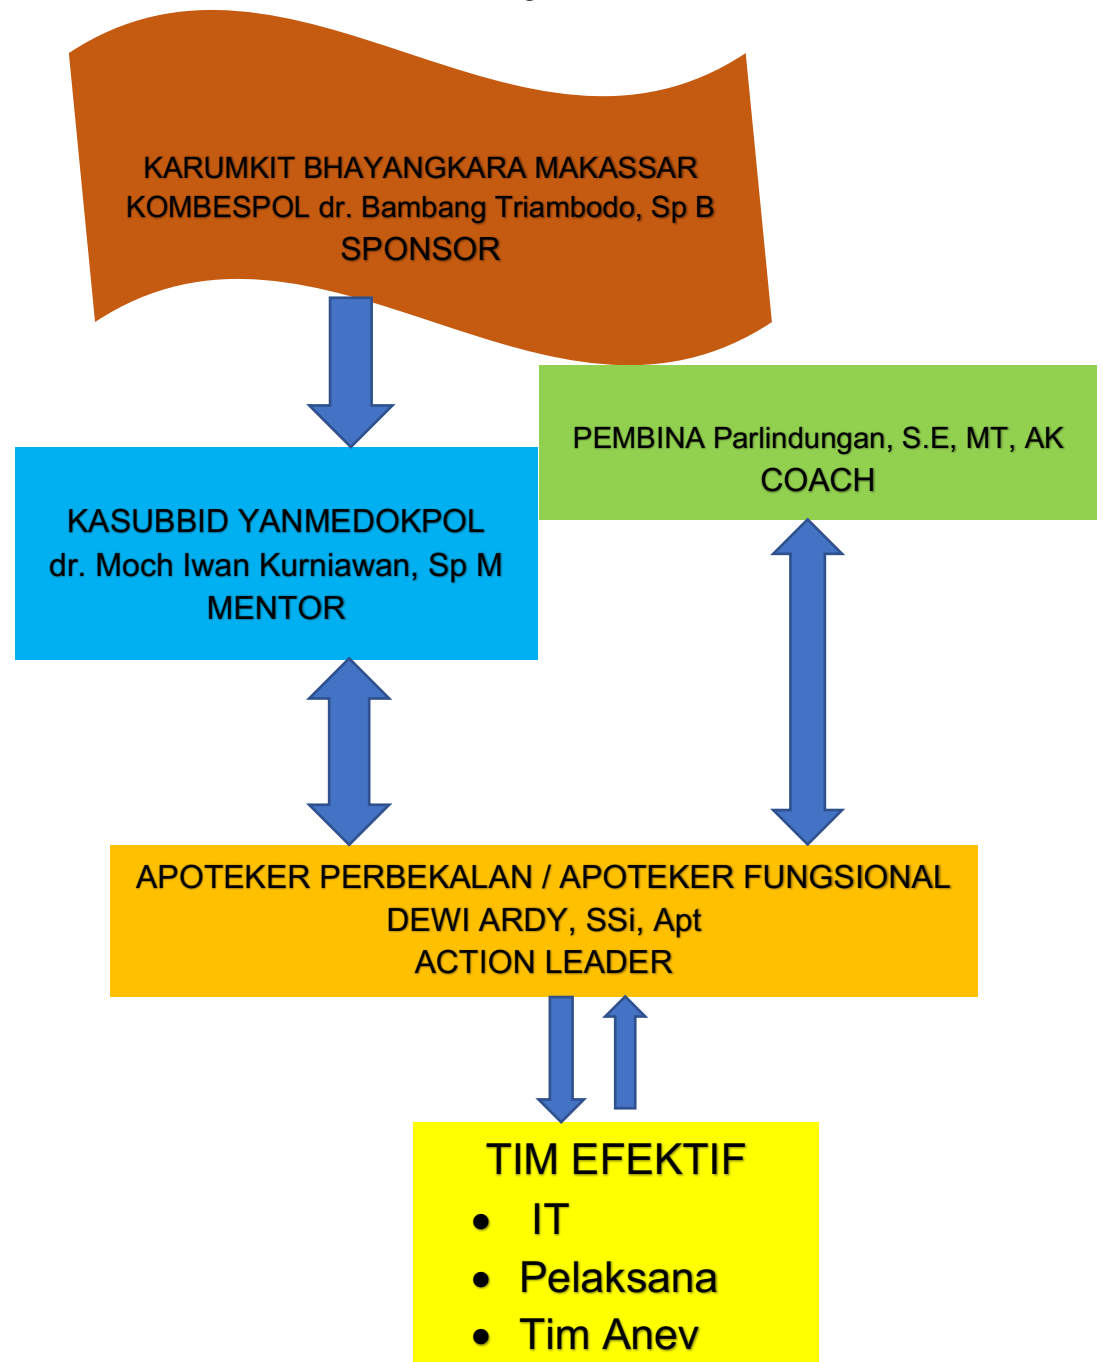 KARUMKIT BHAYANGKARA MAKASSAR
KOMBESPOL dr. Bambang Triambodo, Sp B
SPONSOR
PEMBINA Parlindungan, S.E, MT, AK
COACH
KASUBBID YANMEDOKPOL
dr. Moch Iwan Kurniawan, Sp M
MENTOR
APOTEKER PERBEKALAN / APOTEKER FUNGSIONAL
DEWI ARDY, SSi, Apt
ACTION LEADER
TIM EFEKTIF
• IT
• Pelaksana
• Tim Anev